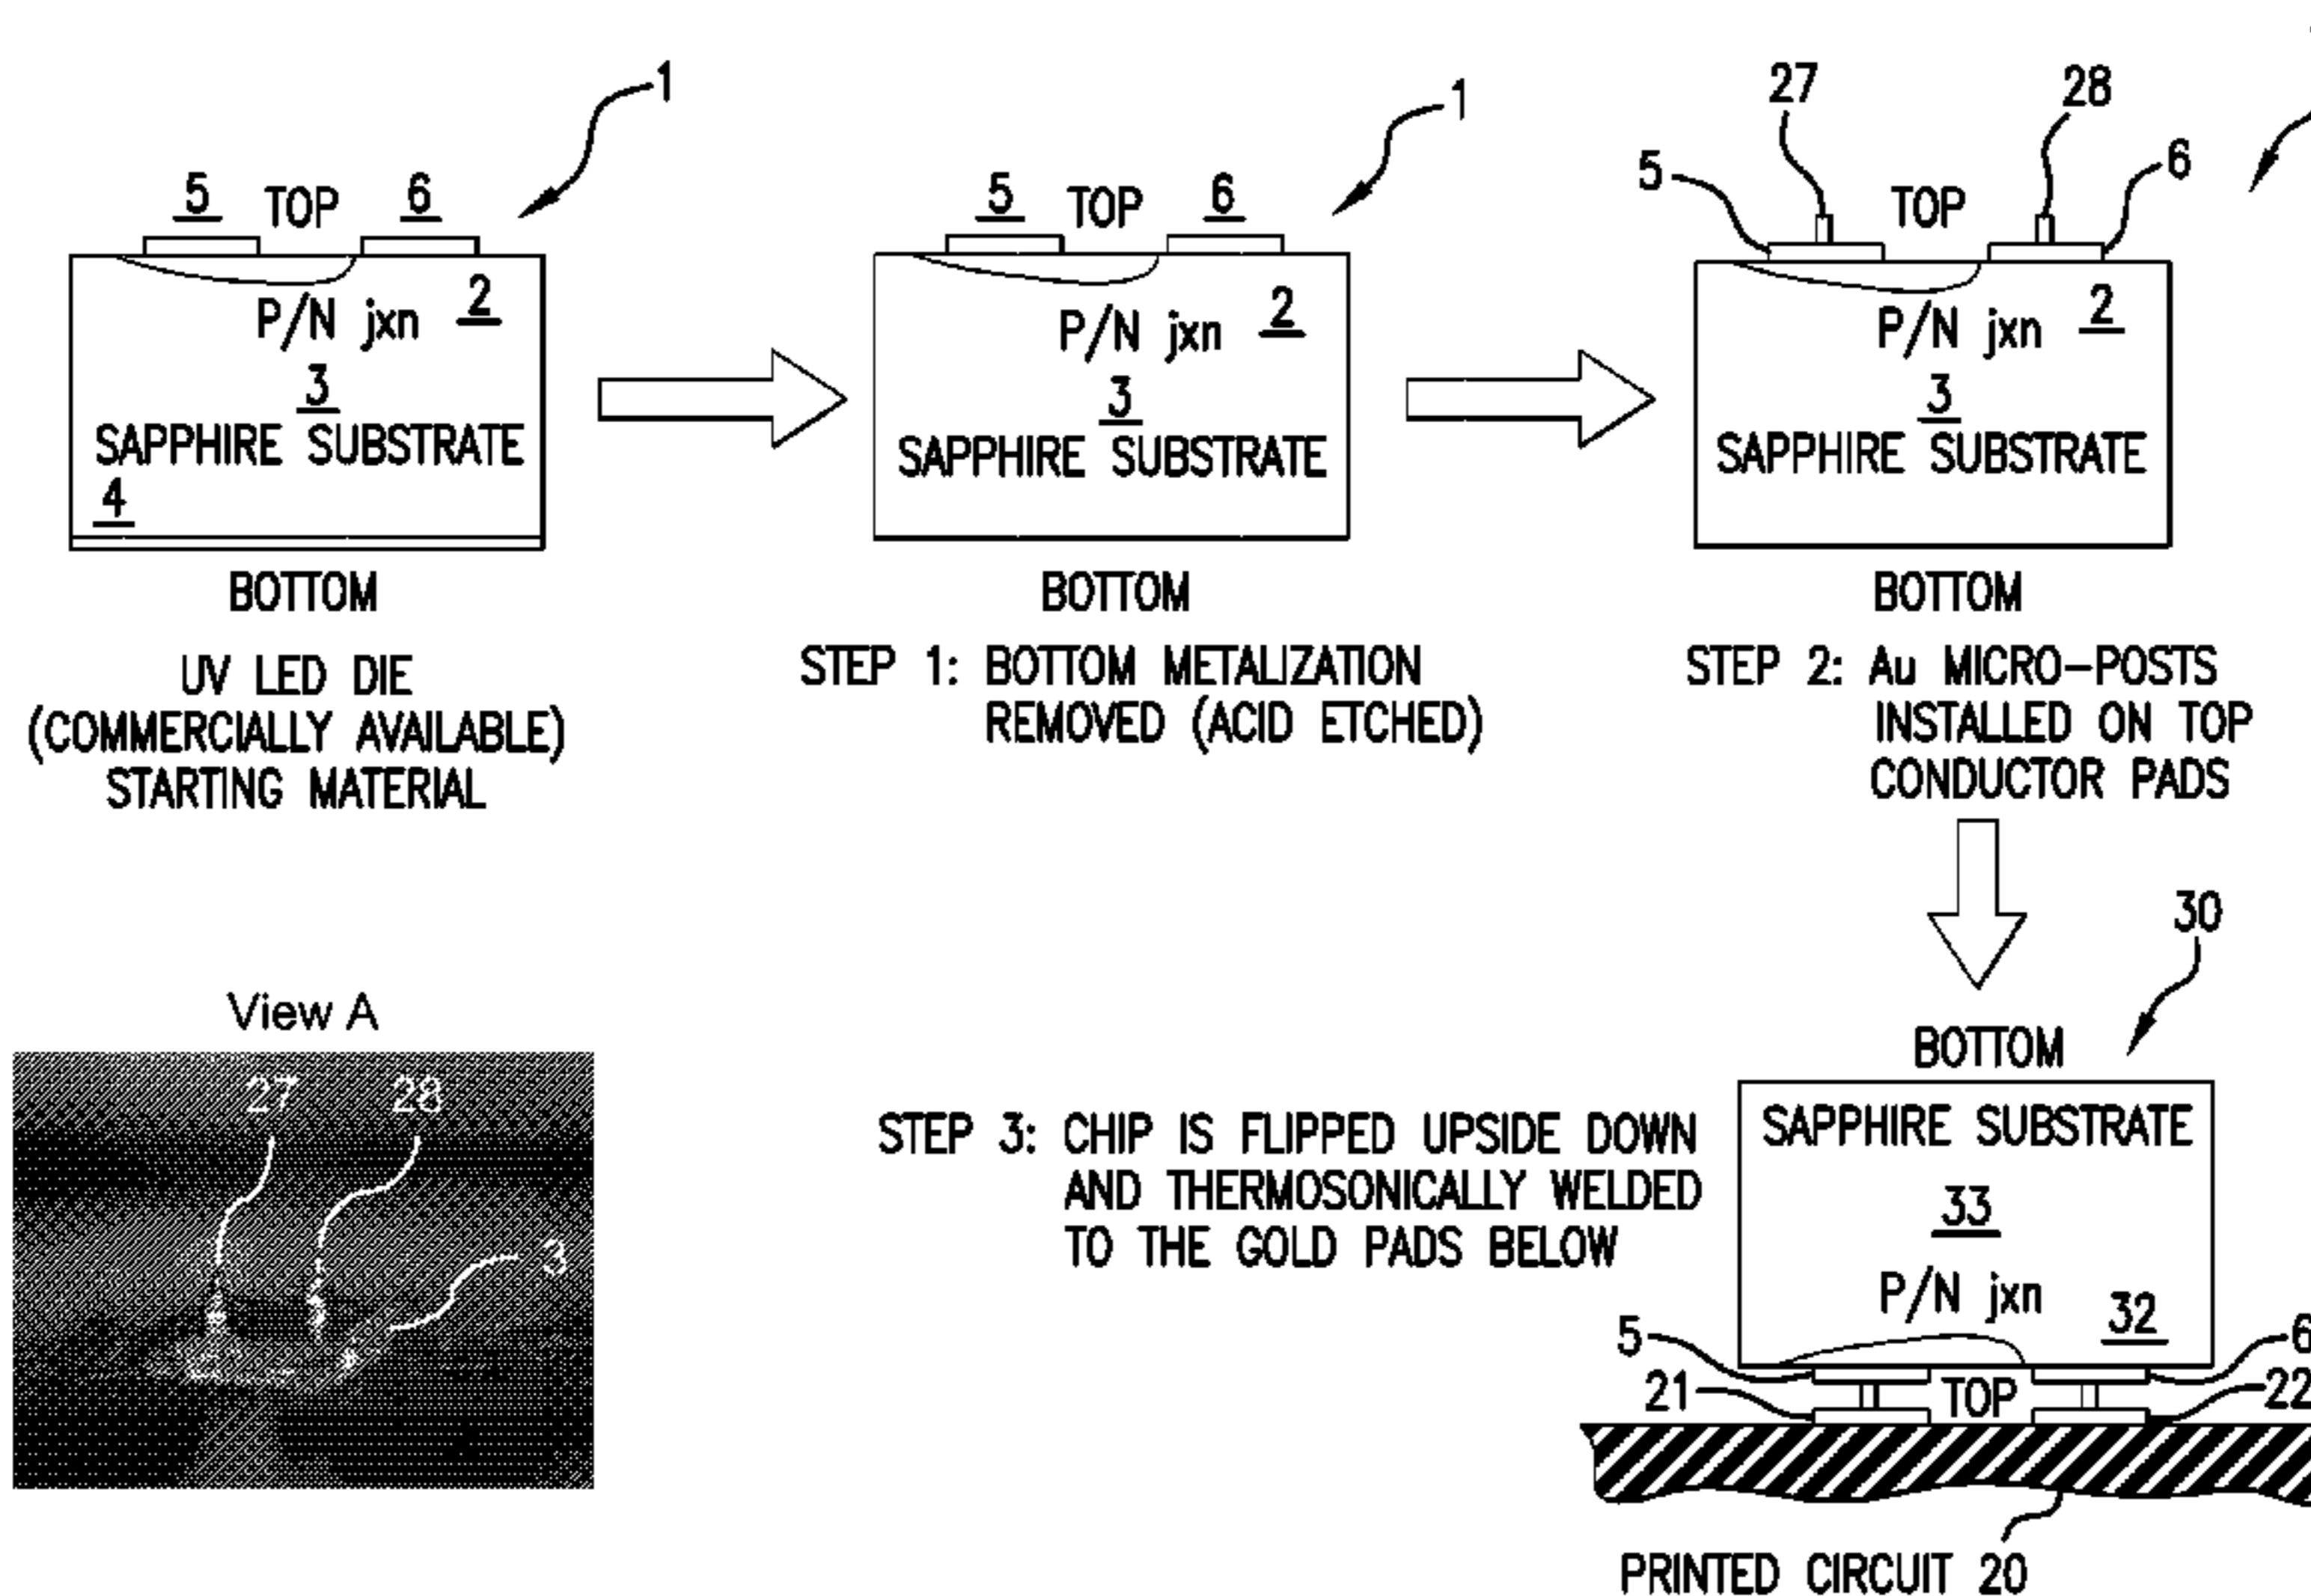 1
5 TOP 6
P/N jxn 2
3
SAPPHIRE SUBSTRATE
4
BOTTOM
UV LED DIE
(COMMERCIALLY AVAILABLE)
STARTING MATERIAL
1
5 TOP 6
P/N jxn 2
3
SAPPHIRE SUBSTRATE
BOTTOM
STEP 1: BOTTOM METALIZATION
REMOVED (ACID ETCHED)
27 28
5 TOP 6
P/N jxn 2
3
SAPPHIRE SUBSTRATE
BOTTOM
STEP 2: Au MICRO-POSTS
INSTALLED ON TOP
CONDUCTOR PADS
View A
27 28
3
STEP 3: CHIP IS FLIPPED UPSIDE DOWN
AND THERMOSONICALLY WELDED
TO THE GOLD PADS BELOW
30
BOTTOM
SAPPHIRE SUBSTRATE
33
P/N jxn 32
5 6
21 TOP 22
PRINTED CIRCUIT 20